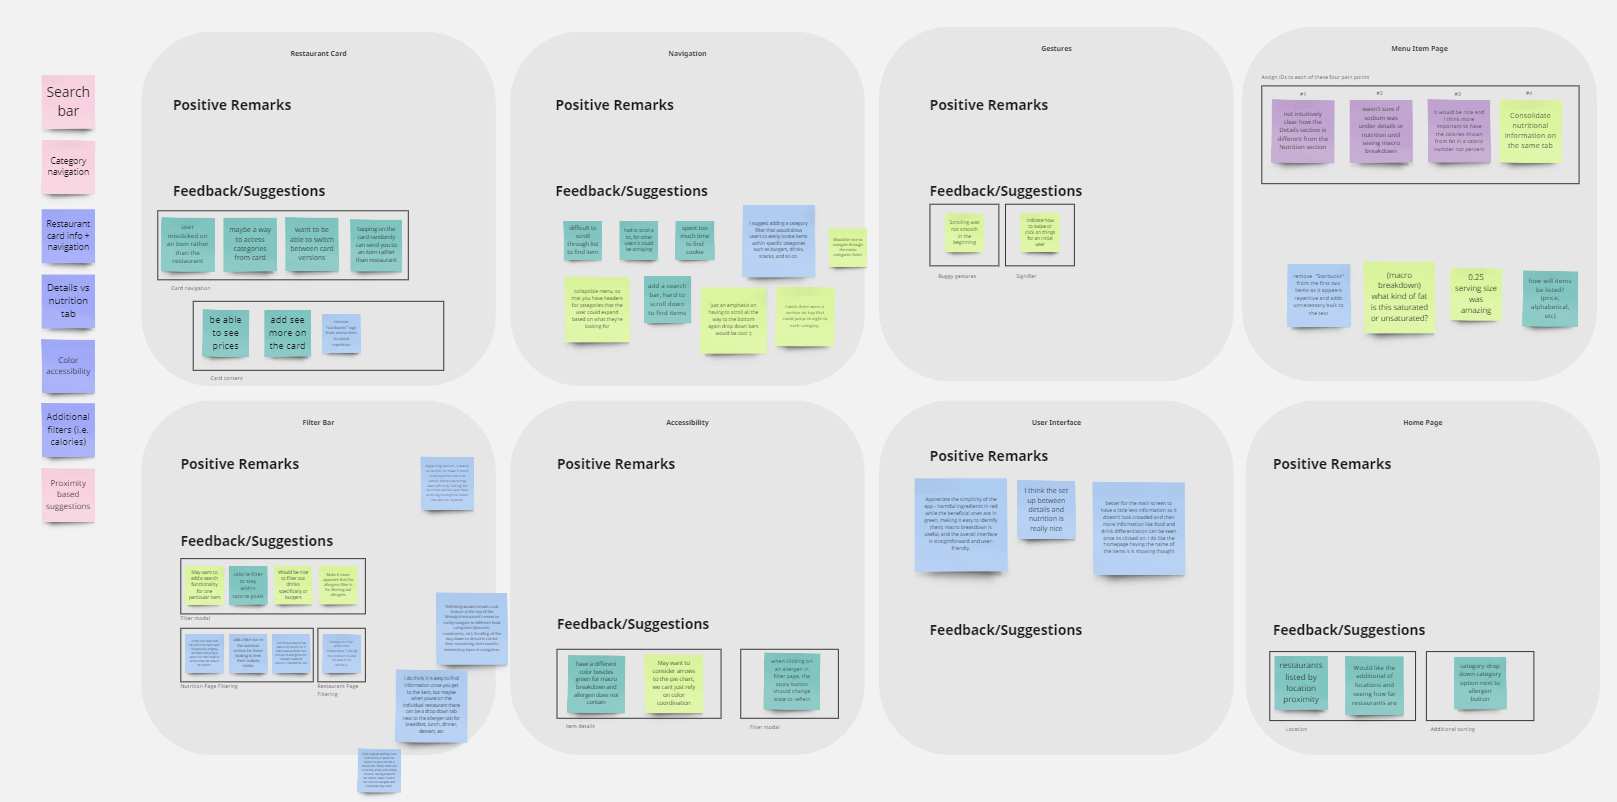 Search
bar
Category
navigation
Restaurant
card info +
navigation
Details vs
nutrition
tab
Color
accessibility
Additional
filters (i.e.
calories)
Proximity
based
suggestions
Restaurant Card
Positive Remarks
Feedback/Suggestions
user
misclicked on
an item rather
than the
restaurant
maybe a way
to access
categories
from card
want to be
able to switch
between card
versions
tapping on the
card randomly
can send you to
an item rather
than restaurant
Card navigation
be able
to see
prices
add see
more on
the card
Card content
Navigation
Positive Remarks
Feedback/Suggestions
difficult to
scroll
through list
to find item
had to scroll a
lot, for other
users it could
be annoying
spent too
much time
to find
cookie
I suggest adding a category
filter that would allow
users to easily locate items
within specific categories
such as burgers, drinks,
snacks, and so on.
Would be nice to
navigate through
the menu
categories faster
collapsible menu, so
that you have headers
for categories that the
user could expand
based on what they're
looking for
add a search
bar, hard to
scroll down
to find items
just an emphasis on
having to scroll all the
way to the bottom
again drop down bars
would be cool :)
I wish there were a
section on top that
could jump straight to
each category
Gestures
Positive Remarks
Feedback/Suggestions
Scrolling was
not smooth
in the
beginning
Buggy gestures
indicate how
to swipe or
click on things
for an initial
user
Signifier
Menu Item Page
Assign IDs to each of these four pain points
#1
#2
#3
#4
not intuitively
clear how the
Details section is
different from the
Nutrition section
wasn't sure if
sodium was
under details or
nutrition until
seeing macro
breakdown
it would be nice and
I think more
important to have
the calories shown
from fat in a caloric
number not percent
Consolidate
nutritional
information on
the same tab
remove "Starbucks"
from the first two
items as it appears
repetitive and adds
unnecessary bulk to
the text
(macro
breakdown)
what kind of fat
is this saturated
or unsaturated?
0.25
serving size
was
amazing
how will items
be listed?
(price,
alphabetical,
etc)
Filter Bar
Positive Remarks
Feedback/Suggestions
May want to
add a search
functionality
for one
particular item
calorie filter
to stay
within
calorie goals
Would be nice
to filter out
drinks
specifically or
burgers
Make it more
apparent that the
allergens filter is
for filtering out
allergens
Filter modal
Nutrition Page Filtering
Restaurant Page
Filtering
I do think it is easy to find
information once you get
to the item, but maybe
when you're on the
individual restaurant there
can be a drop down tab
next to the allergen tab for
breakfast, lunch, dinner,
dessert, etc
Accessibility
Positive Remarks
Feedback/Suggestions
have a different
color besides
green for macro
breakdown and
allergen does not
contain
May want to
consider arrows
to the pie chart,
we cant just rely
on color
coordination
Item details
when clicking on
an allergen in
filter page, the
apply button
should change
state to reflect
Filter modal
User Interface
Positive Remarks
Appreciate the simplicity of the
app - harmful ingredients in red
while the beneficial ones are in
green, making it easy to identify
them; macro breakdown is
useful, and the overall interface
is straightforward and user-
friendly.
I think the set
up between
details and
nutrition is
really nice
better for the main screen to
have a little less information so it
doesn't look crowded and then
more information like food and
drink differentiation can be seen
once its clicked on. I do like the
homepage having the name of
the items it is showing though!
Feedback/Suggestions
Home Page
Positive Remarks
Feedback/Suggestions
restaurants
listed by
location
proximity
Would like the
additional of
locations and
seeing how far
restaurants are
Location
category drop
down category
option next to
allergen
button
Additional sorting